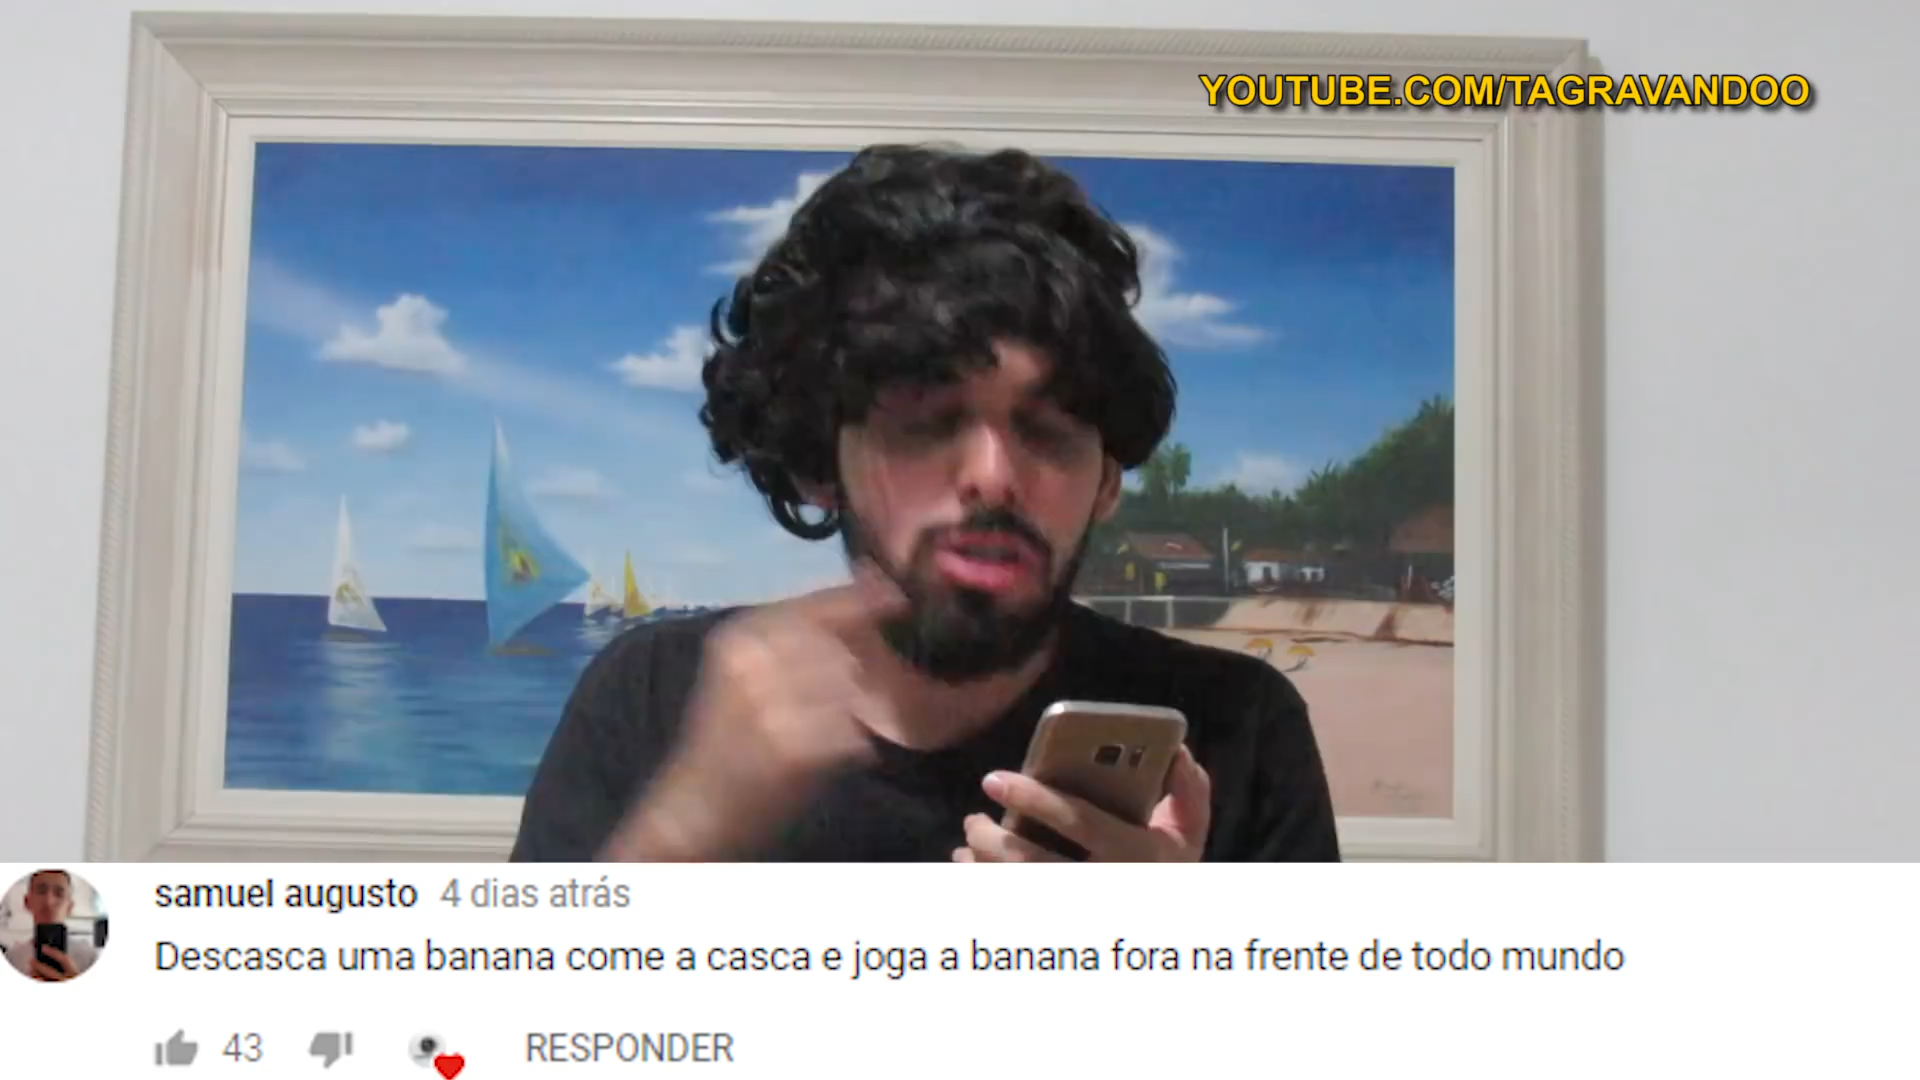 YOUTUBE.COM/TAGRAVANDOO
samuel augusto 4 dias atrás
Descasca uma banana come a casca e joga a banana fora na frente de todo mundo
43 RESPONDER